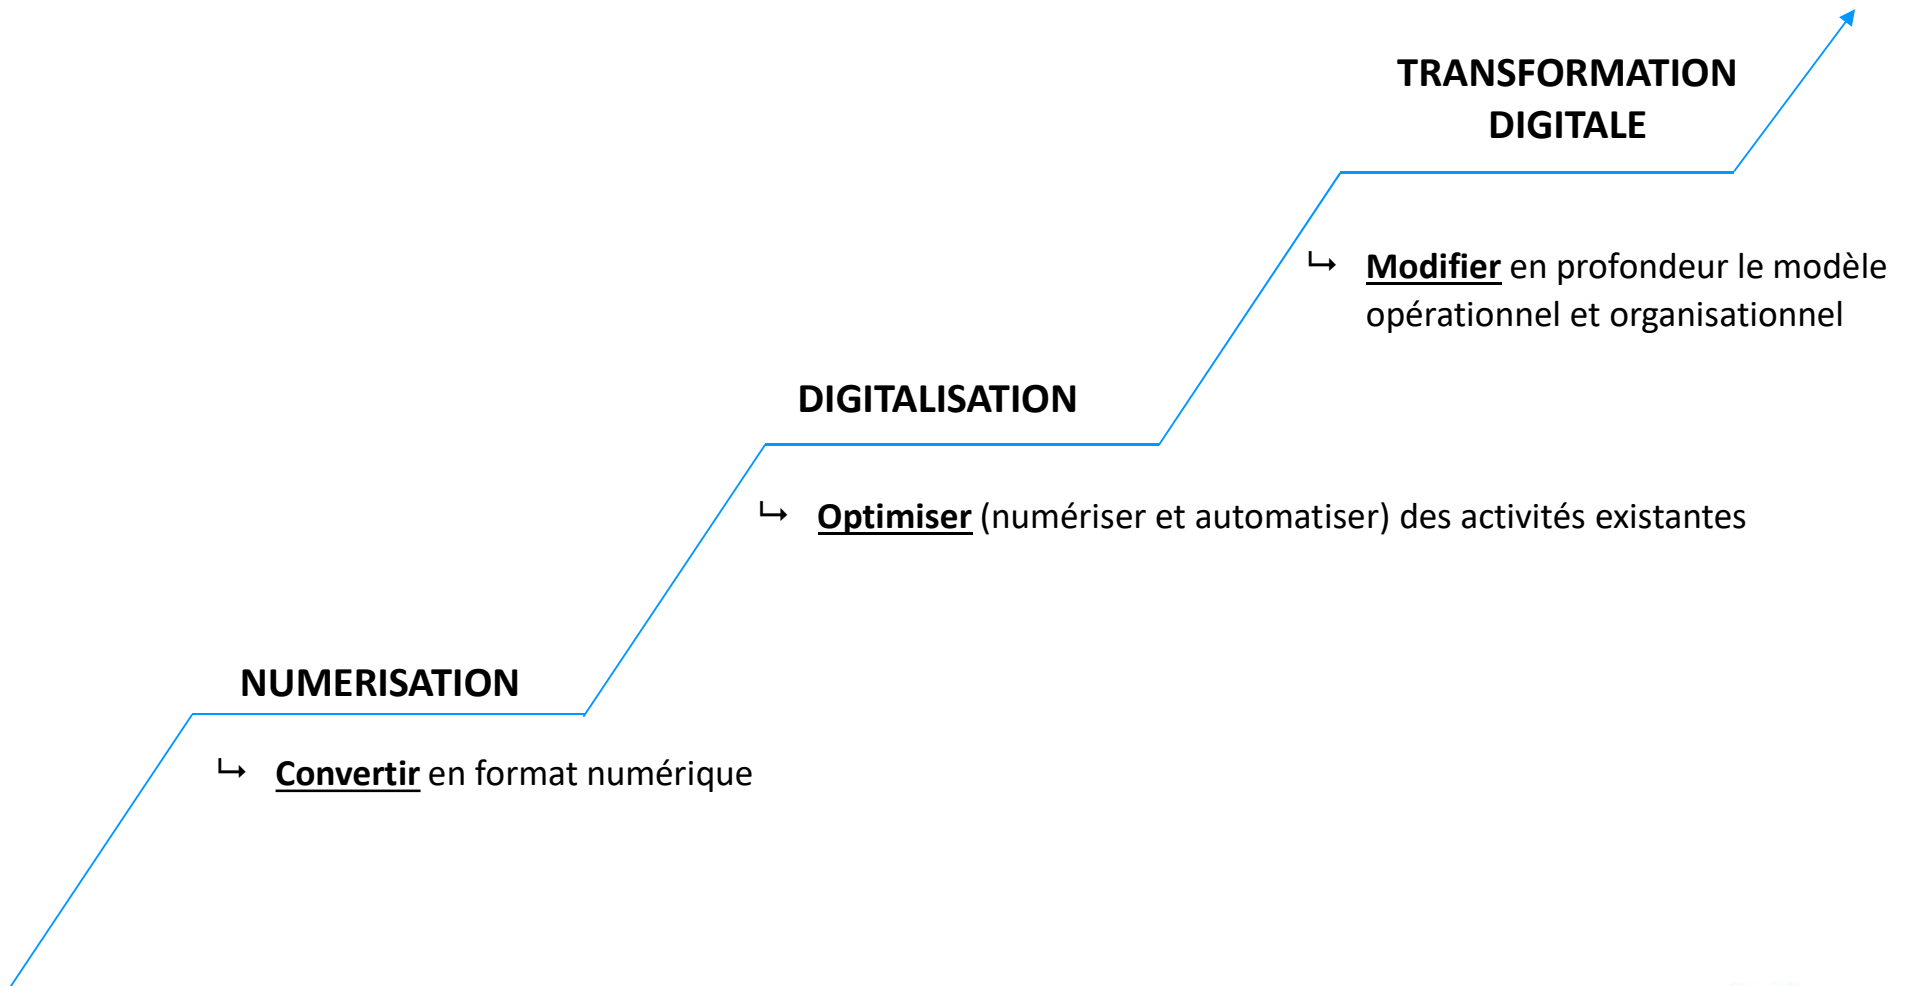 TRANSFORMATION
DIGITALE
↳ Modifier en profondeur le modèle
opérationnel et organisationnel
DIGITALISATION
↳ Optimiser (numériser et automatiser) des activités existantes
NUMERISATION
↳ Convertir en format numérique